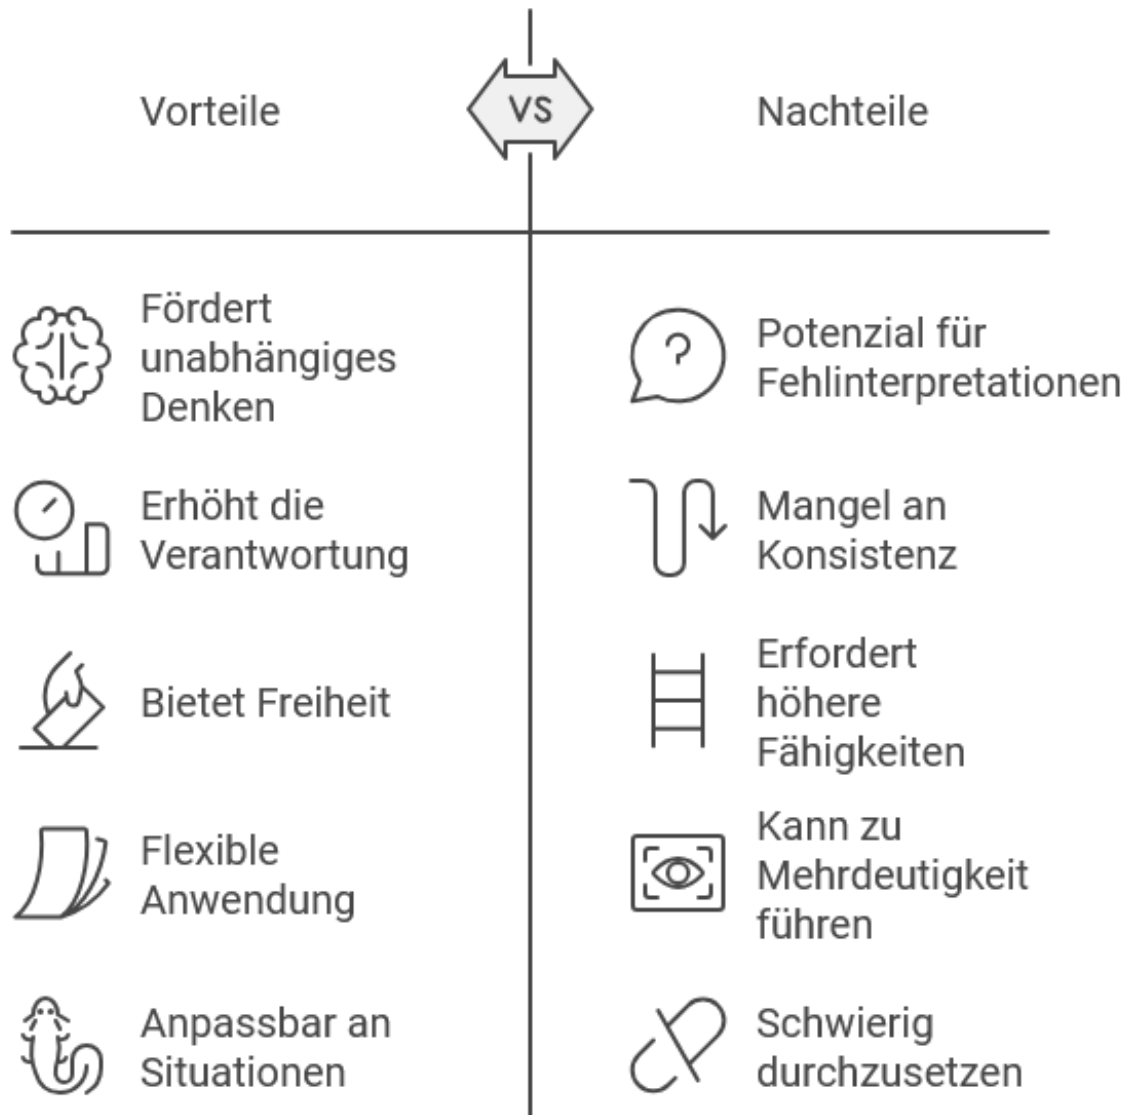 Vorteile
VS
Nachteile
Fördert
unabhängiges
Denken
Potenzial für
Fehlinterpretationen
Erhöht die
Verantwortung
Mangel an
Konsistenz
Bietet Freiheit
Erfordert
höhere
Fähigkeiten
Flexible
Anwendung
Kann zu
Mehrdeutigkeit
führen
Anpassbar an
Situationen
Schwierig
durchzusetzen